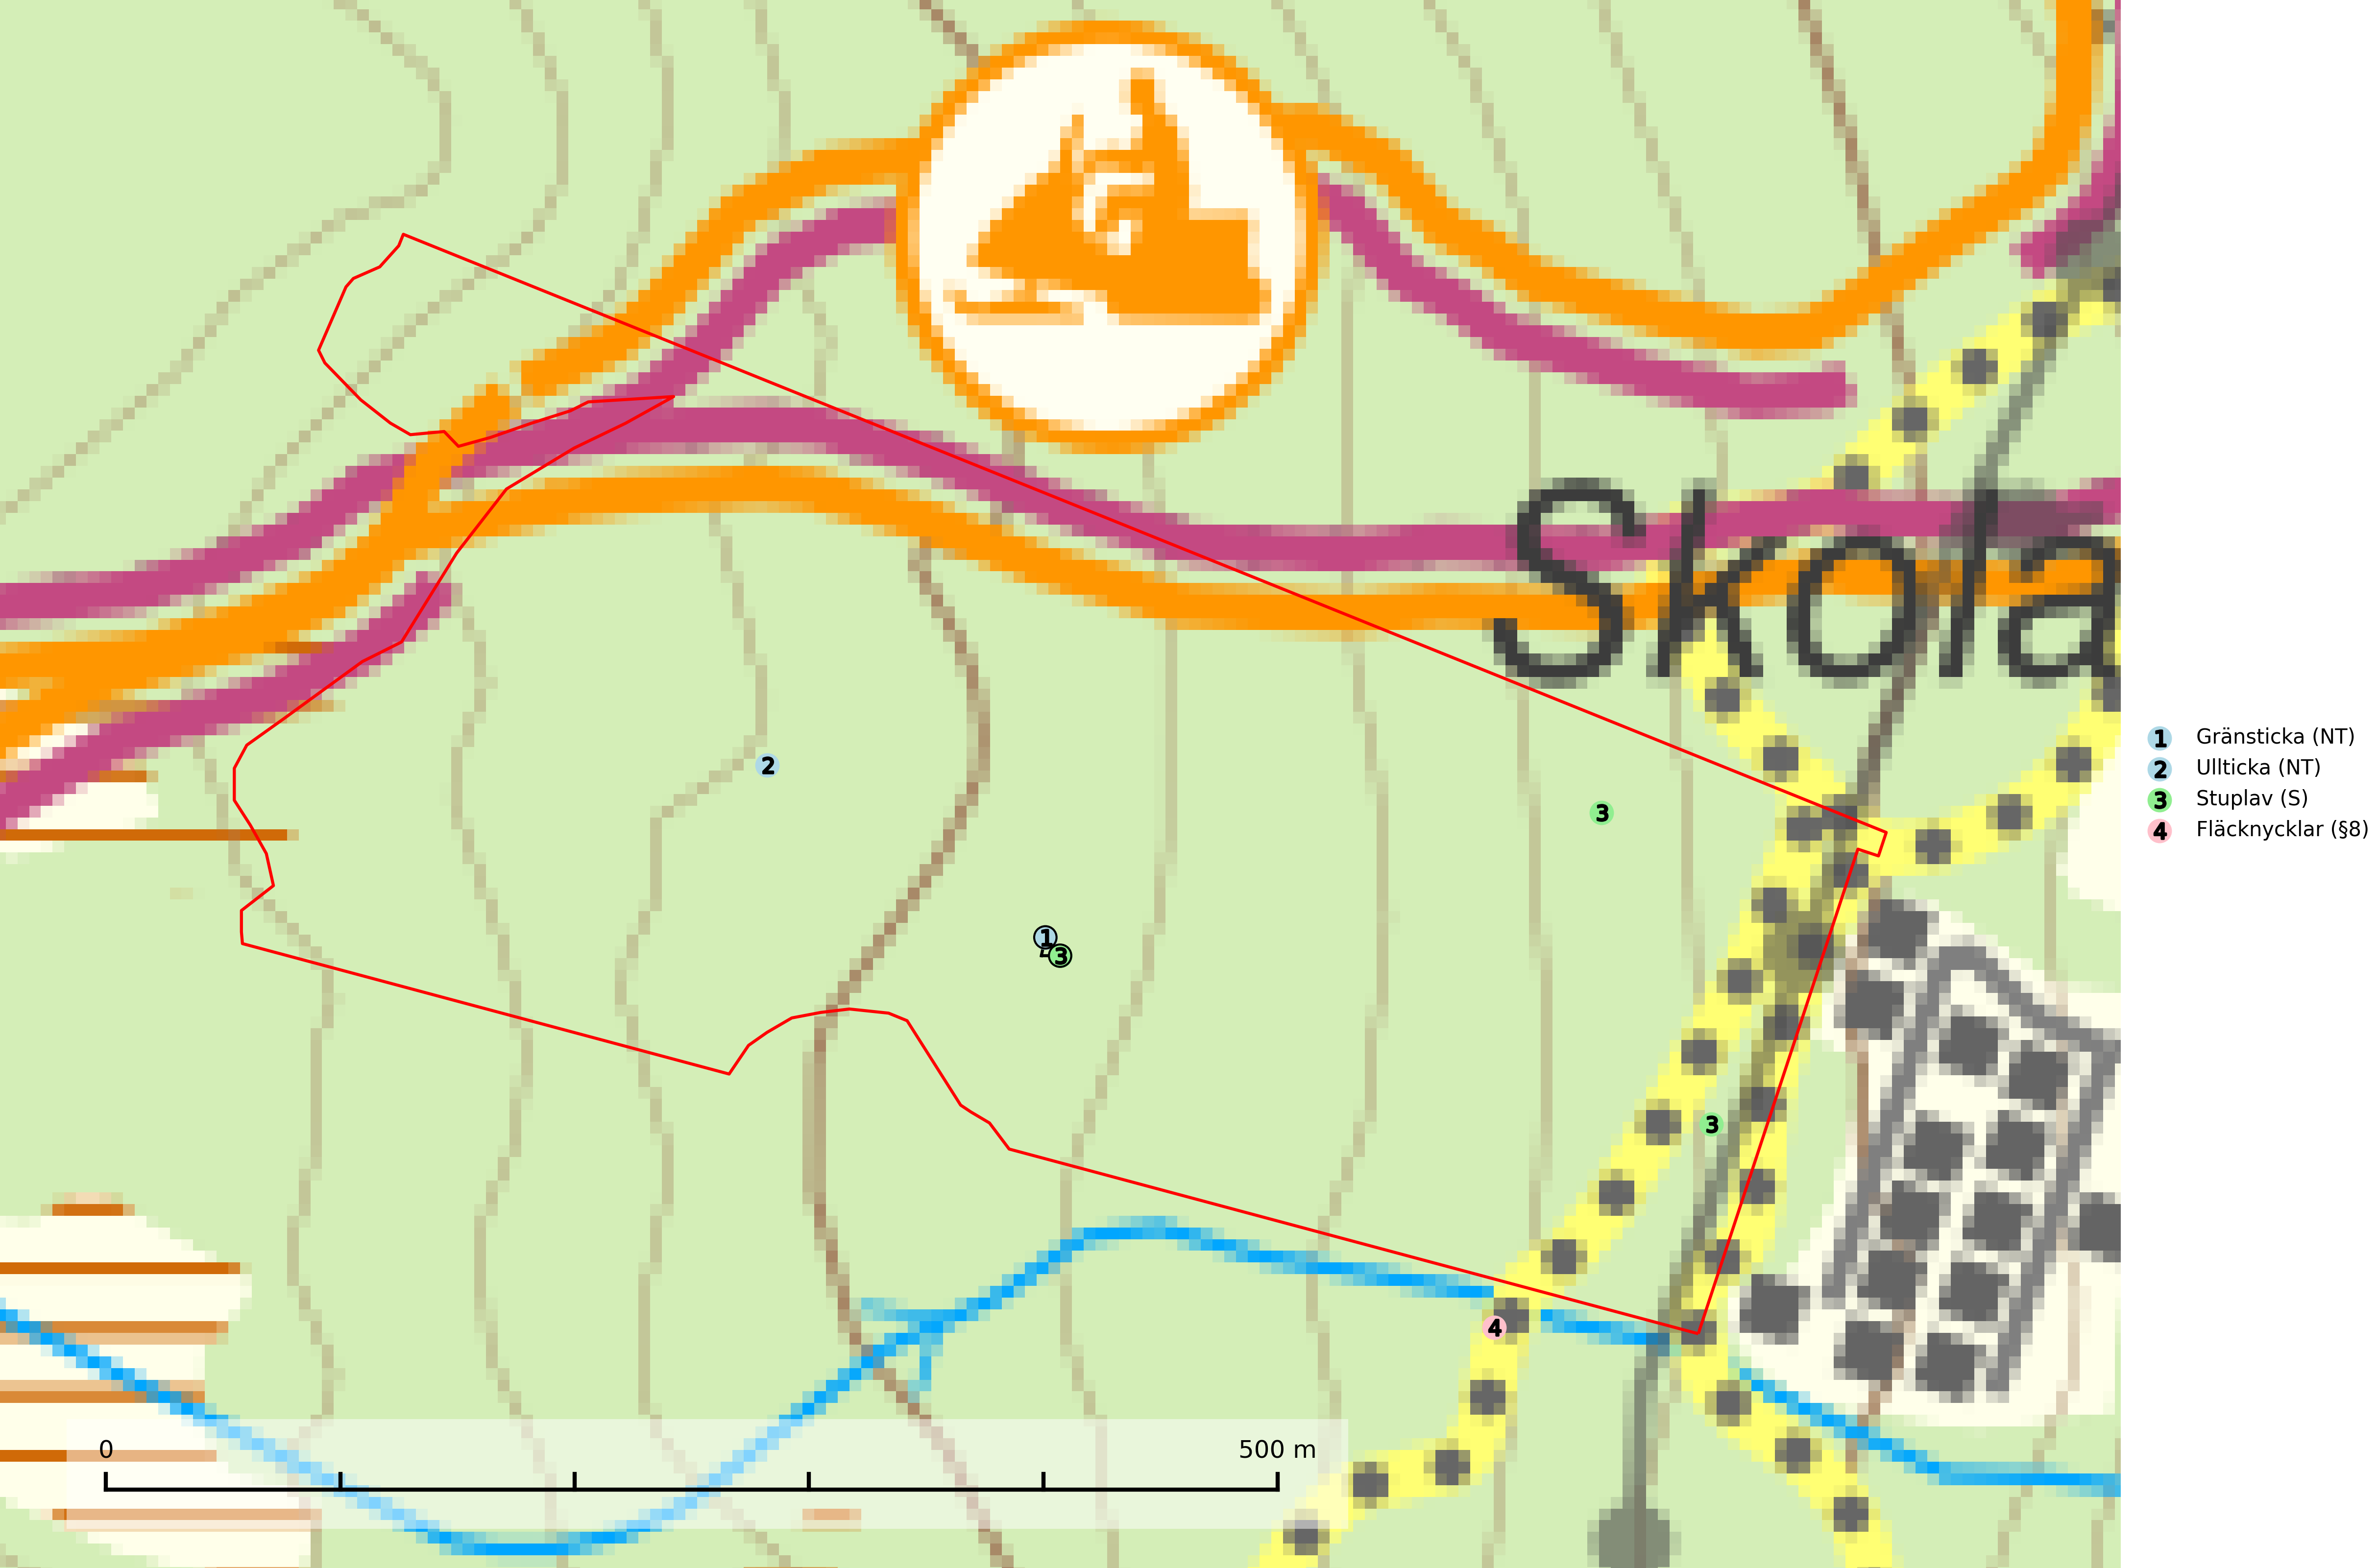 Skola
2
3
1
3
3
4
1 Gränsticka (NT)
2 Ullticka (NT)
3 Stuplav (S)
4 Fläcknycklar (§8)
0 500 m